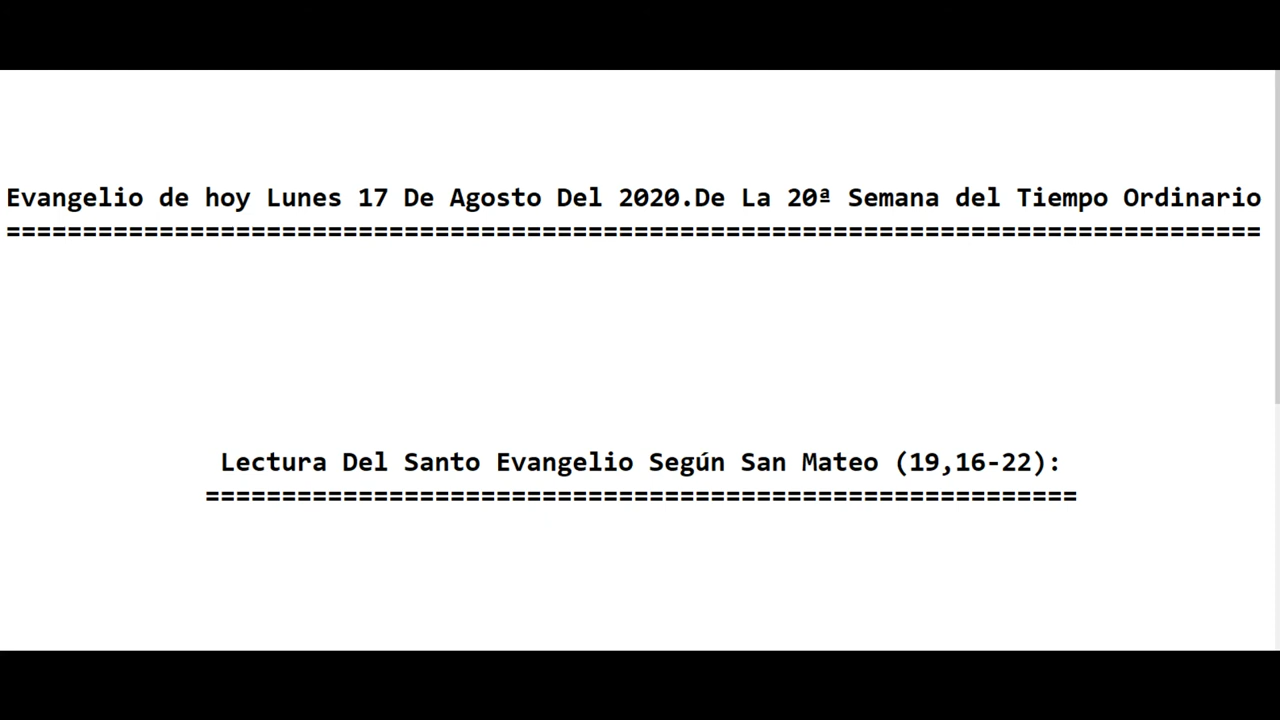 Evangelio de hoy Lunes 17 De Agosto Del 2020.De La 20ª Semana del Tiempo Ordinario
==================================================================================
Lectura Del Santo Evangelio Según San Mateo (19,16-22):
=========================================================